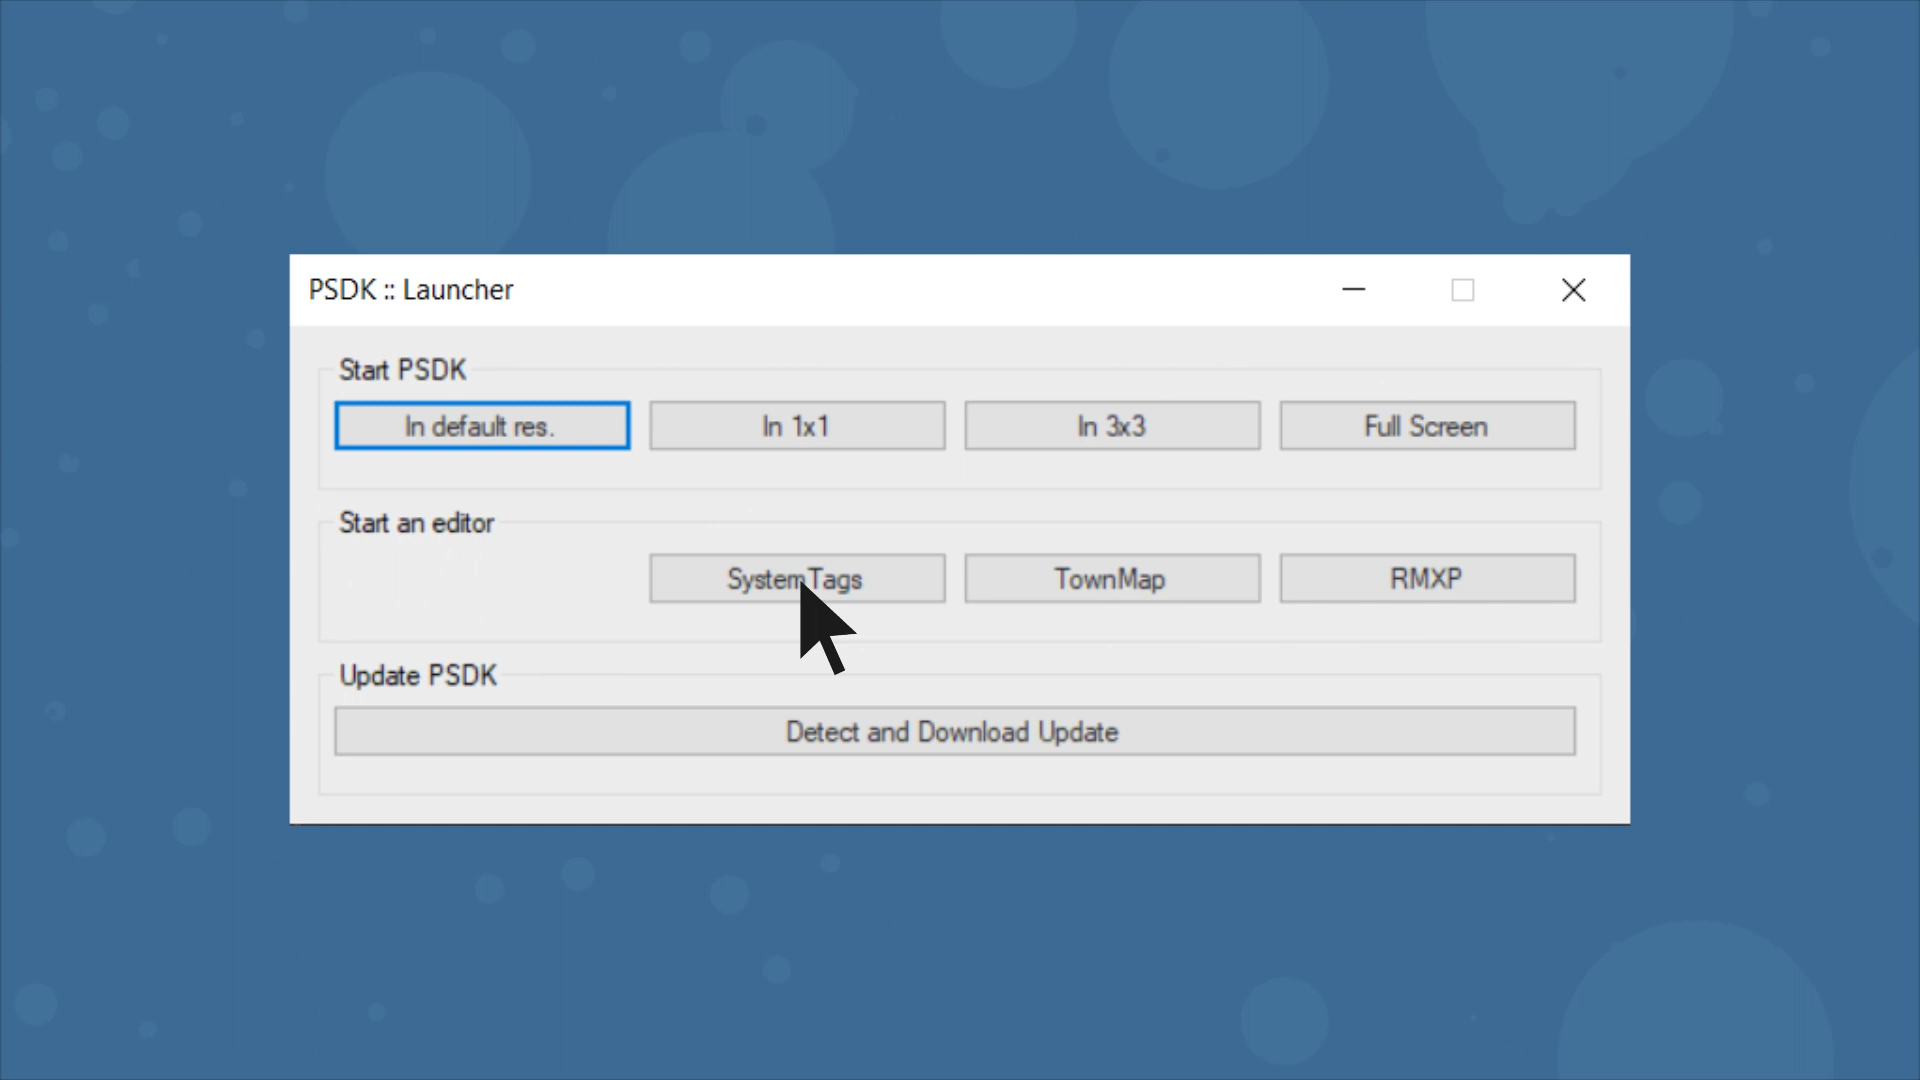 PSDK :: Launcher
Start PSDK
In default res.
In 1x1
In 3x3
Full Screen
Start an editor
SystemTags
TownMap
RMXP
Update PSDK
Detect and Download Update